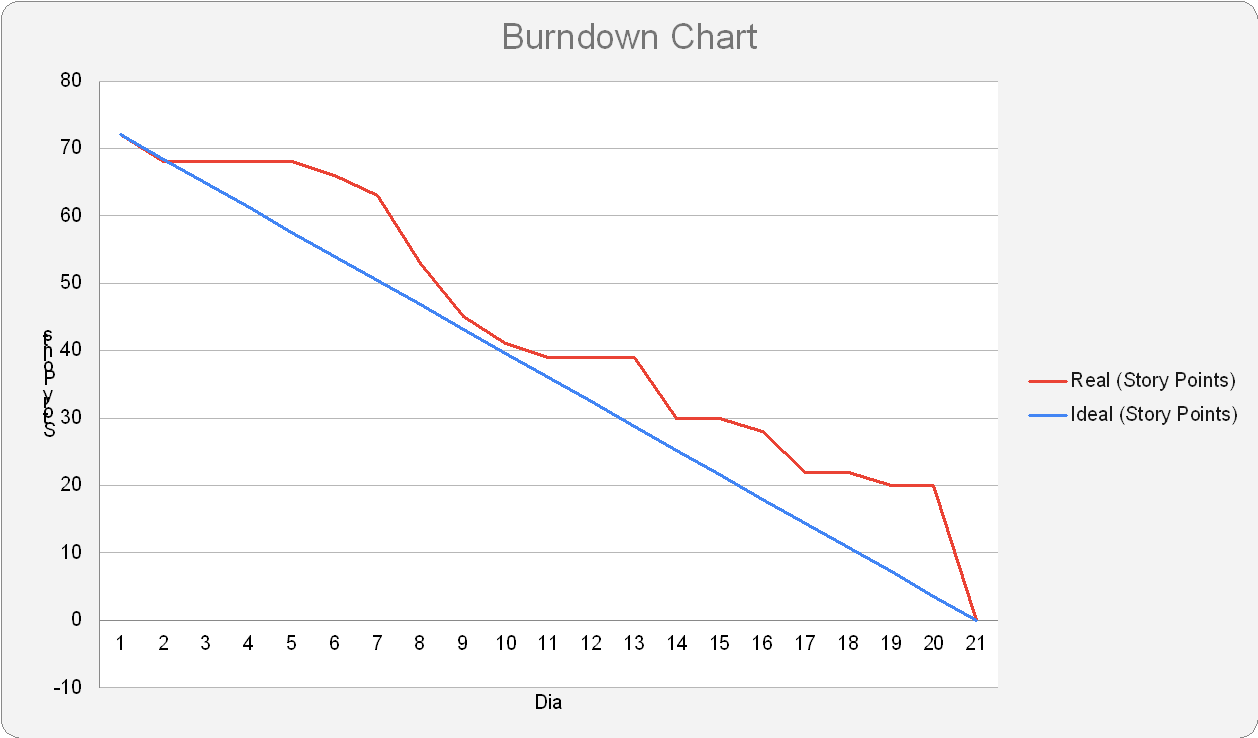 Burndown Chart
80
70
60
50
40
30
20
10
0
-10
Story Points
1 2 3 4 5 6 7 8 9 10 11 12 13 14 15 16 17 18 19 20 21
Dia
Real (Story Points)
Ideal (Story Points)